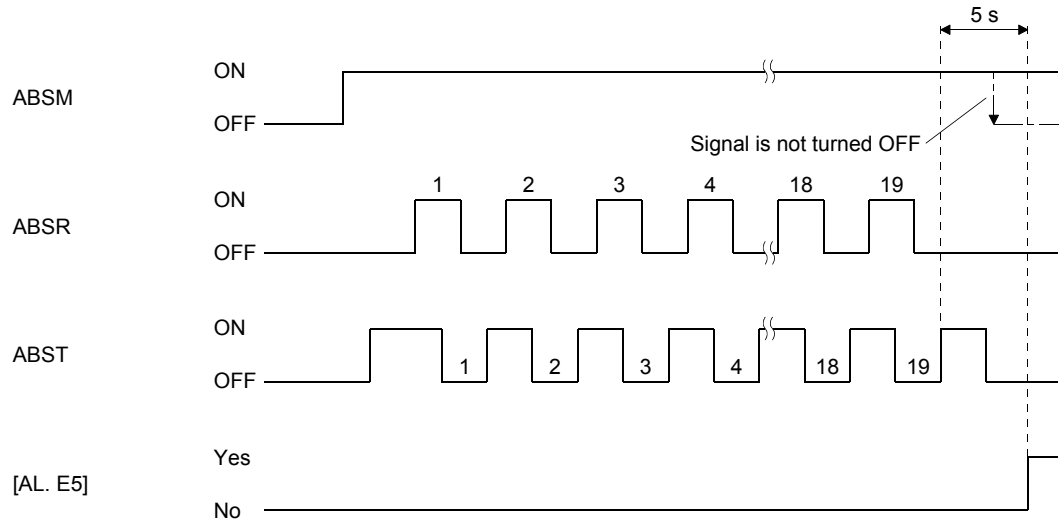 5 s
ON
ABSM
OFF
Signal is not turned OFF
1 2 3 4 18 19
ON
ABSR
OFF
ON
ABST
1 2 3 4 18 19
OFF
Yes
[AL. E5]
No